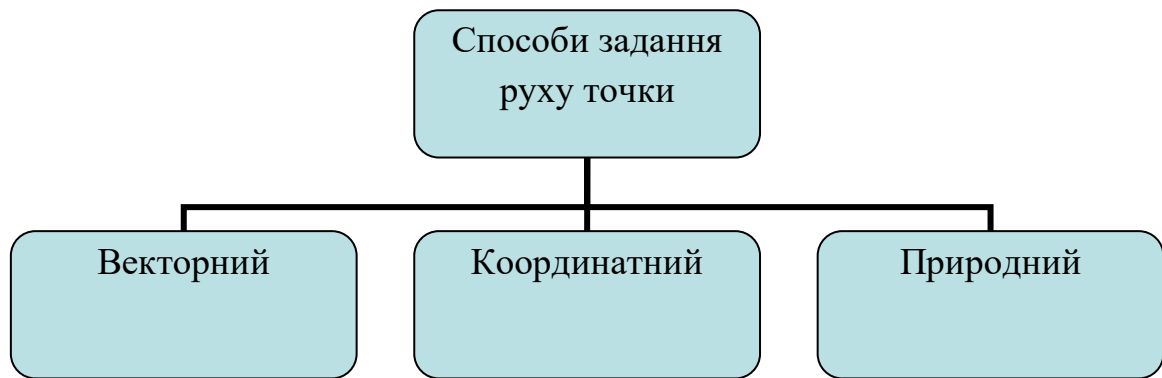 Способи задання
руху точки
Векторний
Координатний
Природний